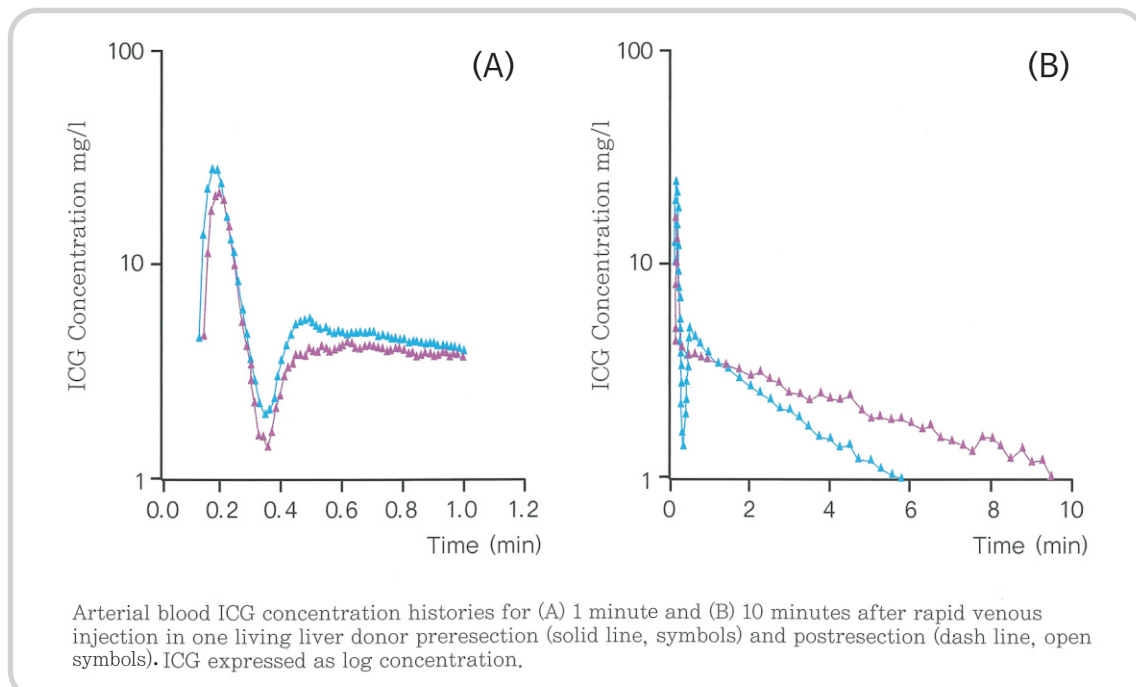 (A)
ICG Concentration mg/l
100
10
1
0.0 0.2 0.4 0.6 0.8 1.0 1.2
Time (min)
(B)
ICG Concentration mg/l
100
10
1
0 2 4 6 8 10
Time (min)
Arterial blood ICG concentration histories for (A) 1 minute and (B) 10 minutes after rapid venous
injection in one living liver donor preresection (solid line, symbols) and postresection (dash line, open
symbols). ICG expressed as log concentration.